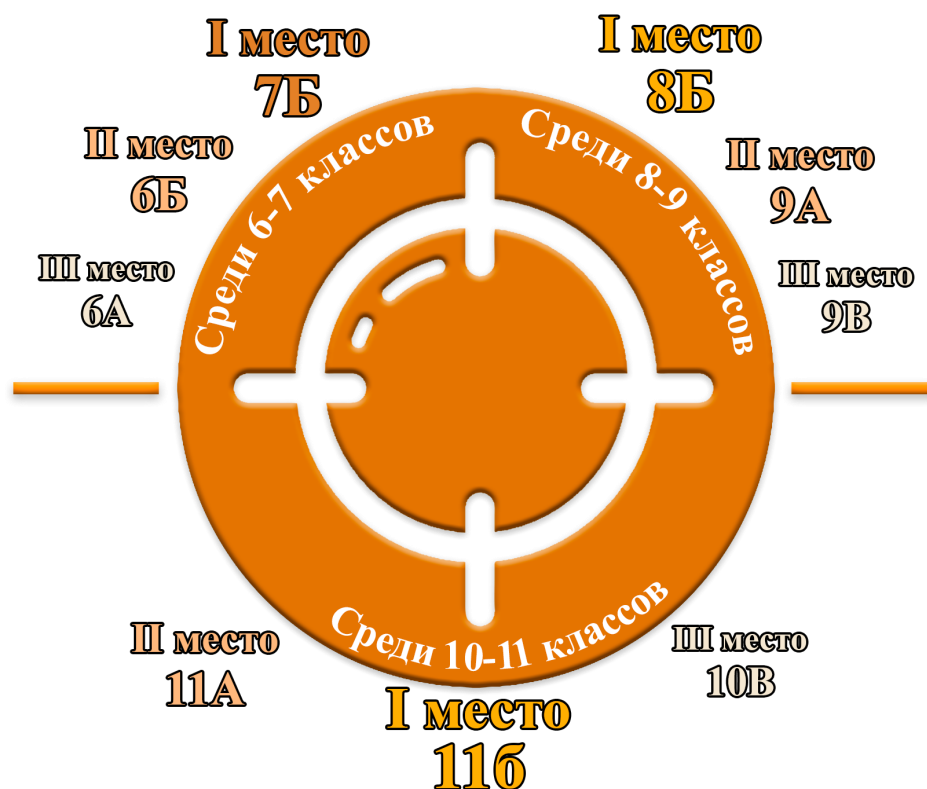 I место
7Б
II место
6Б
III место
6А
Среди 6-7 классов
I место
8Б
II место
9А
III место
9В
Среди 8-9 классов
Среди 10-11 классов
II место
11А
I место
11б
III место
10В